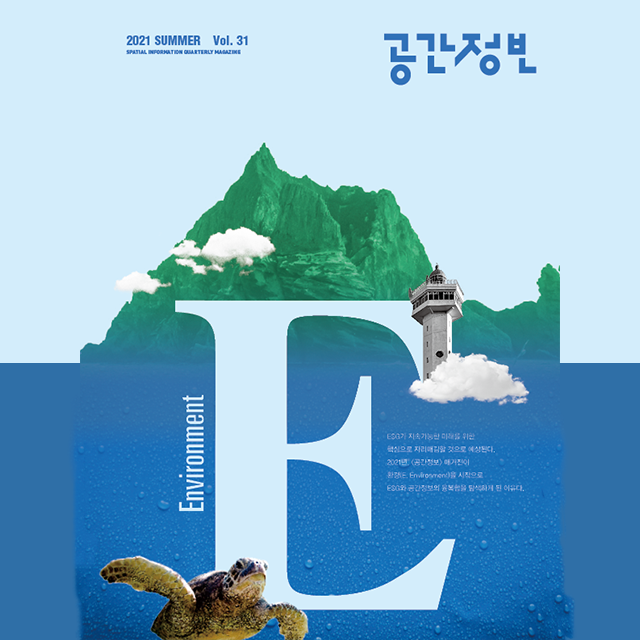 2021 SUMMER Vol. 31
SPATIAL INFORMATION QUARTERLY MAGAZINE
공간정보
Environment
E
ESG가 지속가능한 미래를 위한
핵심으로 자리매김할 것으로 예상된다.
2021년, <공간정보> 매거진이
환경(E, Environment)을 시작으로
ESG와 공간정보의 융복합을 탐색하게 된 이유다.